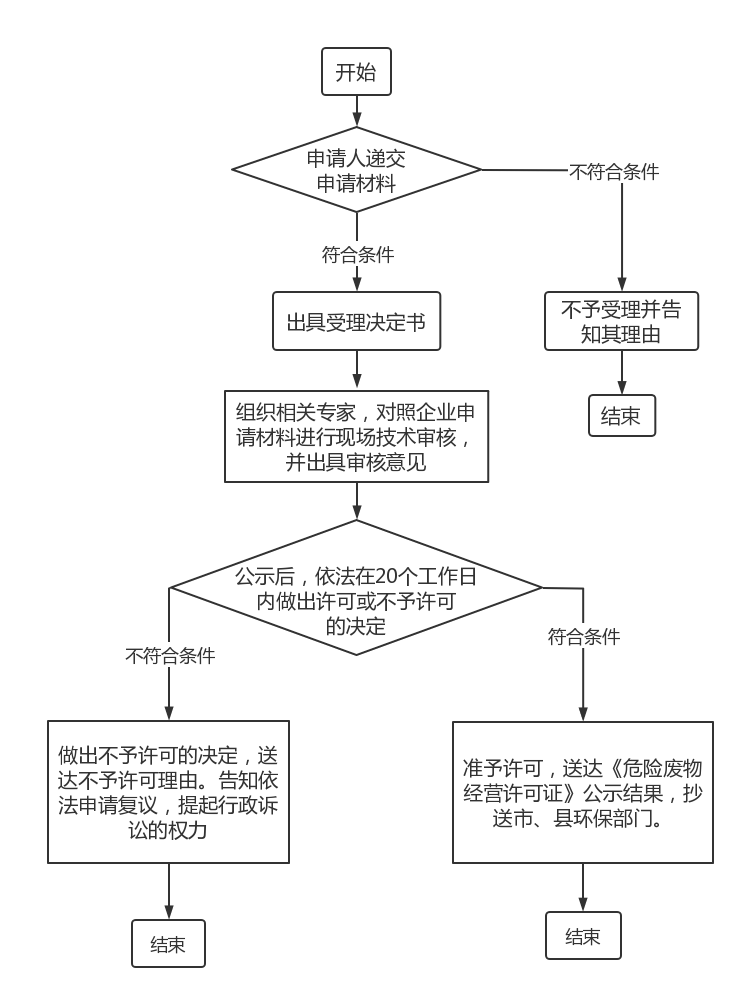 开始
申请人递交
申请材料
不符合条件
符合条件
出具受理决定书
不予受理并告
知其理由
结束
组织相关专家，对照企业申
请材料进行现场技术审核，
并出具审核意见
公示后，依法在20个工作日
内做出许可或不予许可
的决定
不符合条件
符合条件
做出不予许可的决定，送
达不予许可理由。告知依
法申请复议，提起行政诉
讼的权力
准予许可，送达《危险废物
经营许可证》公示结果，抄
送市、县环保部门。
结束
结束